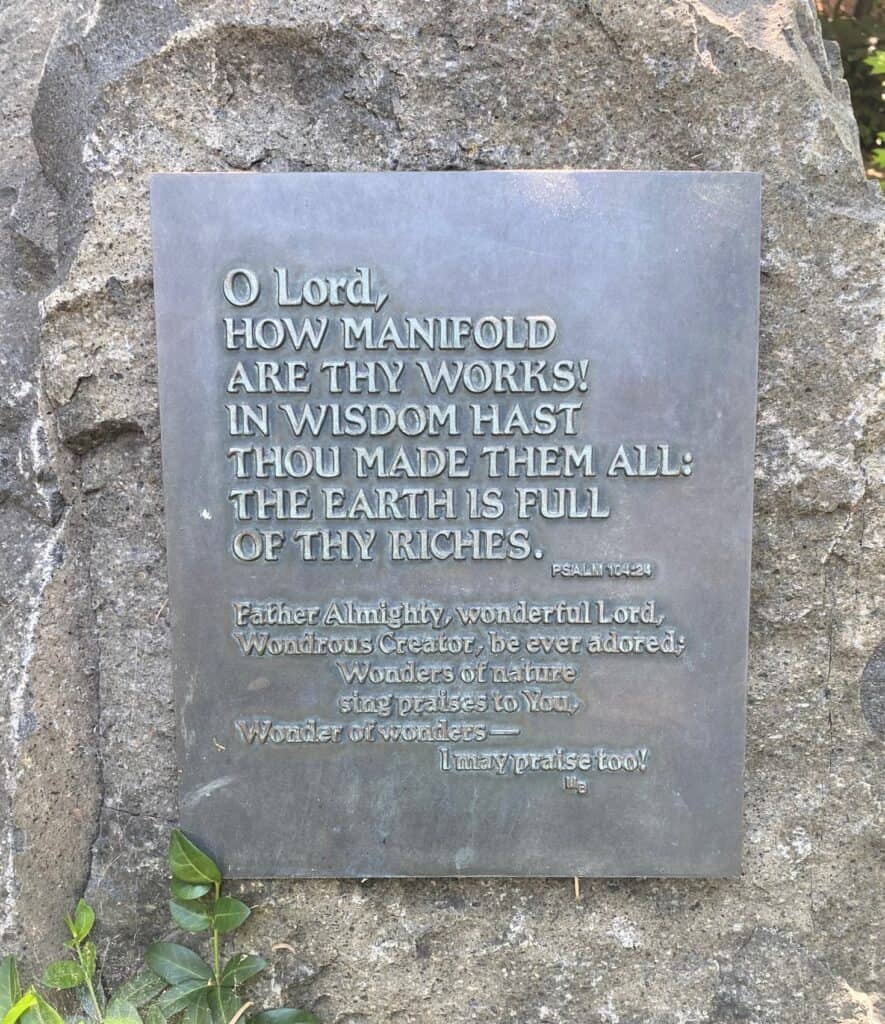 O Lord,
HOW MANIFOLD
ARE THY WORKS!
IN WISDOM HAST
THOU MADE THEM ALL:
THE EARTH IS FULL
OF THY RICHES.
PSALM 104:24
Father Almighty, wonderful Lord,
Wondrous Creator, be ever adored;
Wonders of nature
sing praises to You,
Wonder of wonders—
I may praise too!